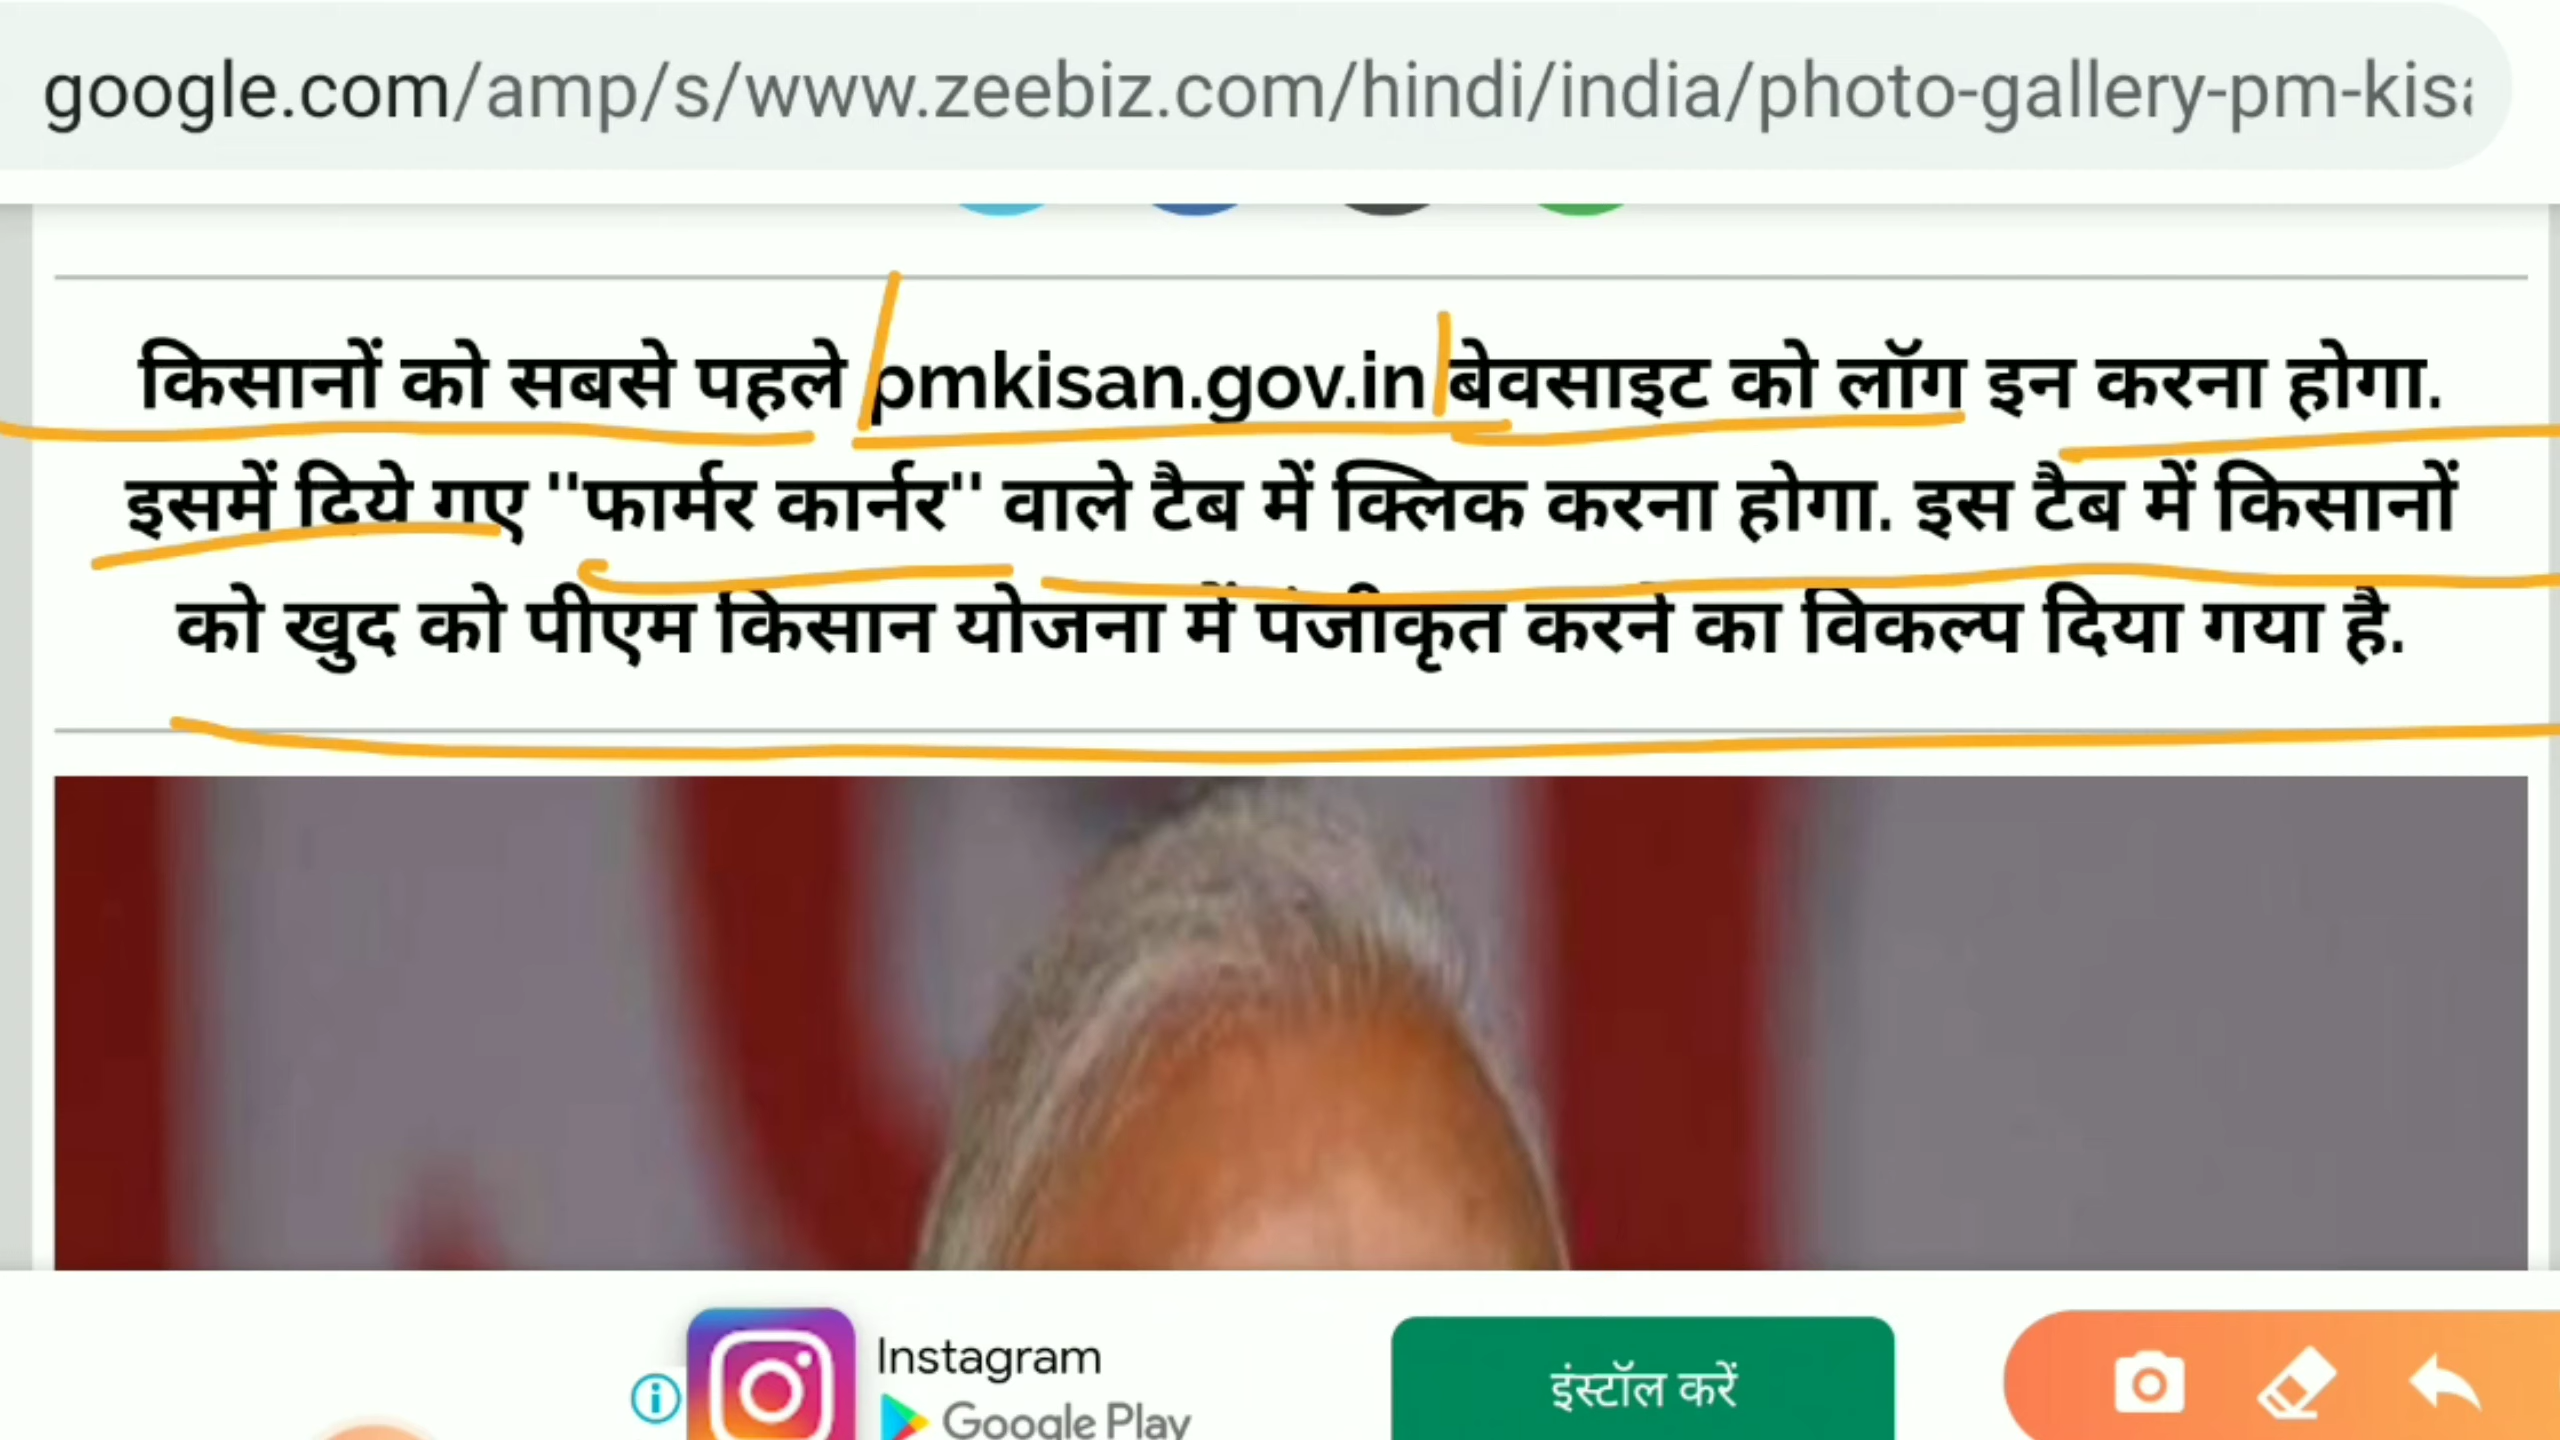 google.com/amp/s/www.zeebiz.com/hindi/india/photo-gallery-pm-kisa
किसानों को सबसे पहले pmkisan.gov.in बेवसाइट को लॉग इन करना होगा.
इसमें दिये गए "फार्मर कार्नर" वाले टैब में क्लिक करना होगा. इस टैब में किसानों
को खुद को पीएम किसान योजना में पंजीकृत करने का विकल्प दिया गया है.
Instagram
Google Play
इंस्टॉल करें